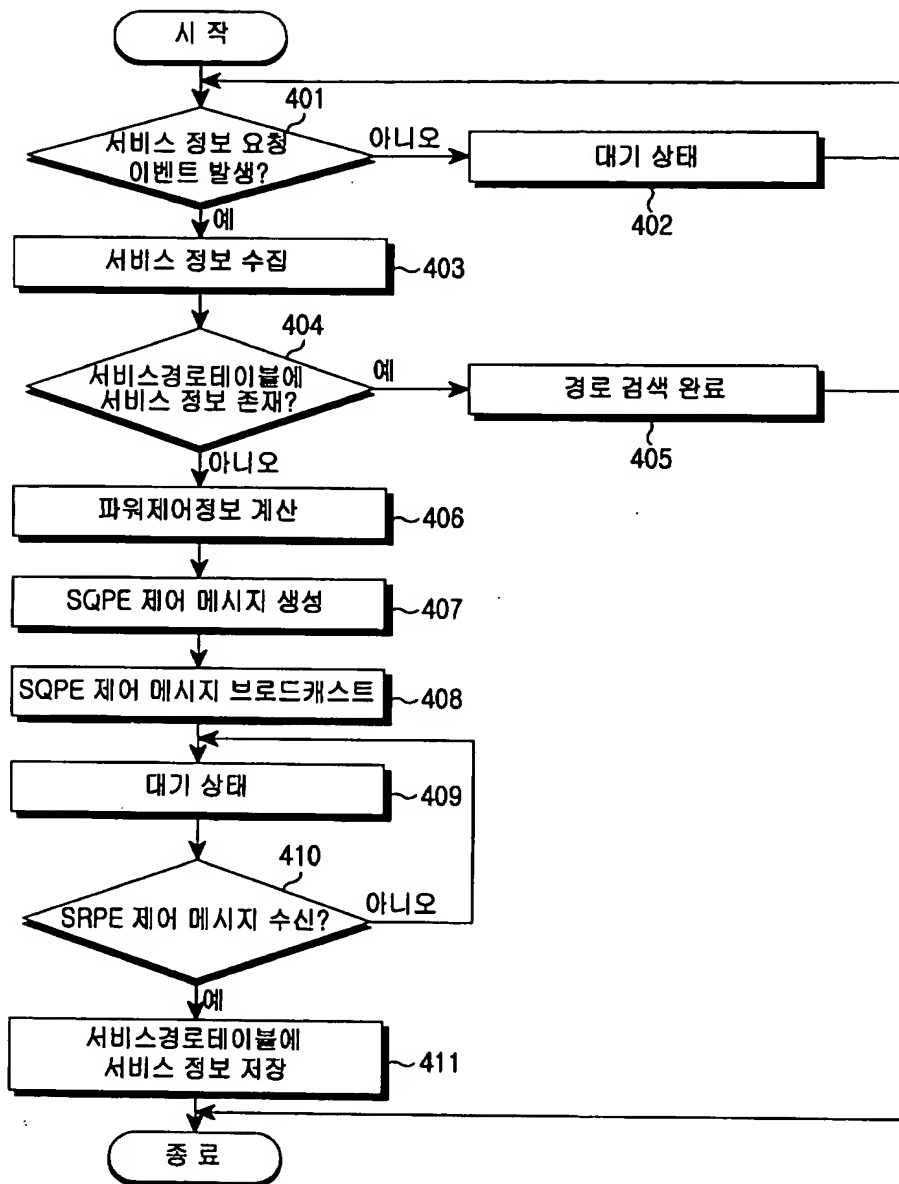 시 작
401
서비스 정보 요청
이벤트 발생?
아니오
대기 상태
402
예
서비스 정보 수집
403
404
서비스경로테이블에
서비스 정보 존재?
예
경로 검색 완료
405
아니오
파워제어정보 계산
406
SQPE 제어 메시지 생성
407
SQPE 제어 메시지 브로드캐스트
408
대기 상태
409
410
SRPE 제어 메시지 수신?
아니오
예
서비스경로테이블에
서비스 정보 저장
411
종 료